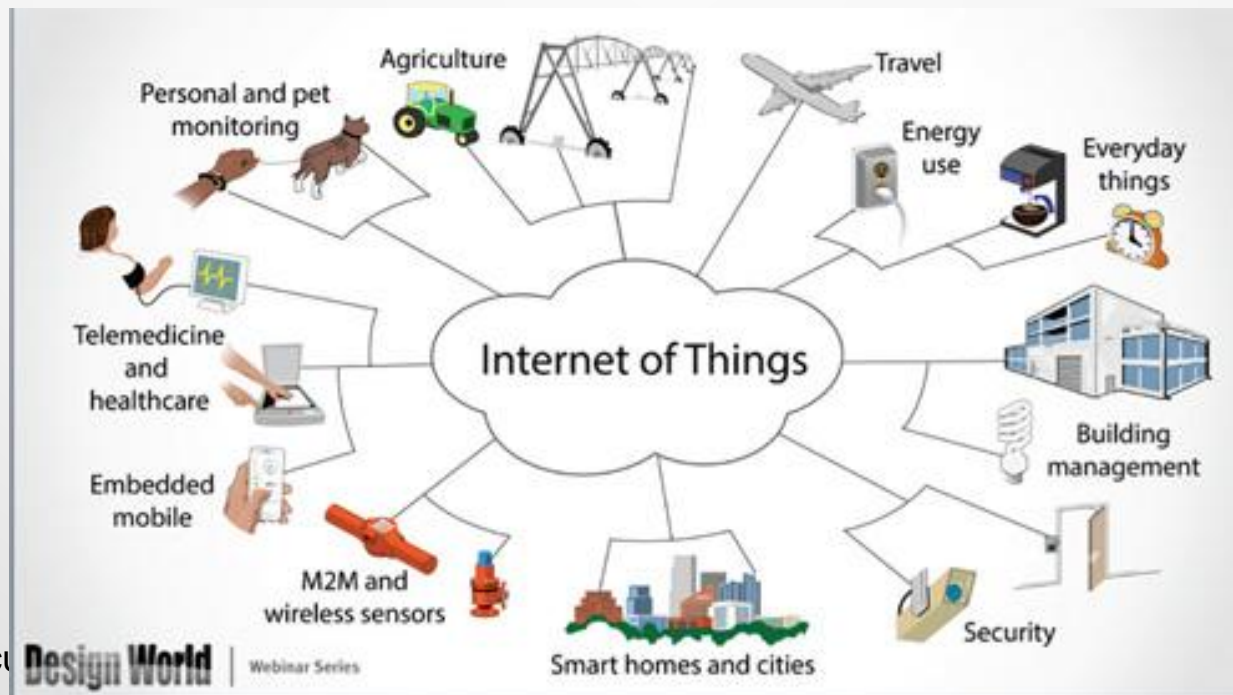 Agriculture
Travel
Personal and pet
monitoring
Energy
use
Everyday
things
Internet of Things
Telemedicine
and
healthcare
Building
management
Embedded
mobile
M2M and
wireless sensors
Security
Smart homes and cities
Design World
Webinar Series